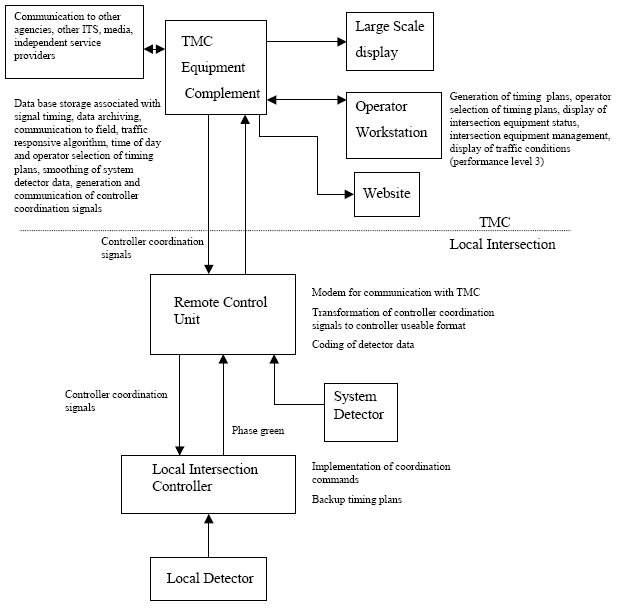 Communication to other
agencies, other ITS, media,
independent service
providers
TMC
Equipment
Complement
Large Scale
display
Data base storage associated with
signal timing, data archiving,
communication to field, traffic
responsive algorithm, time of day
and operator selection of timing
plans, smoothing of system
detector data, generation and
communication of controller
coordination signals
Operator
Workstation
Generation of timing plans, operator
selection of timing plans, display of
intersection equipment status,
intersection equipment management,
display of traffic conditions
(performance level 3)
Website
TMC
Local Intersection
Controller coordination
signals
Remote Control
Unit
Modem for communication with TMC
Transformation of controller coordination
signals to controller useable format
Coding of detector data
Controller coordination
signals
Phase green
System
Detector
Local Intersection
Controller
Implementation of coordination
commands
Backup timing plans
Local Detector